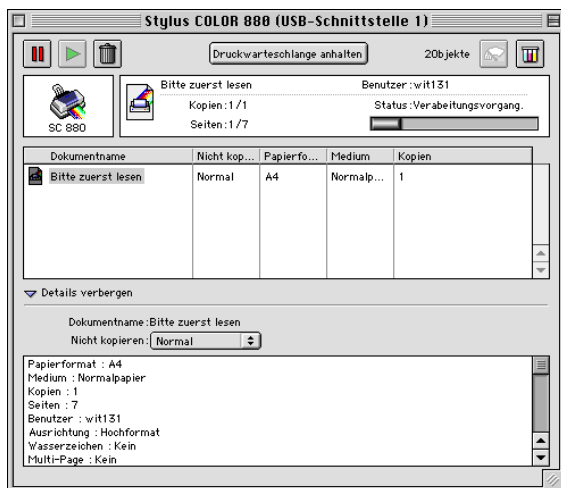 Stylus COLOR 880 (USB-Schnittstelle 1)
Druckwarteschlange anhalten
20bjekte
SC 880
Bitte zuerst lesen
Benutzer:wit131
Kopien:1/1
Status:Verabeitungsvorgang.
Seiten:1/7
Dokumentname Nicht kop... Papierfo... Medium Kopien
Bitte zuerst lesen Normal A4 Normalp... 1
Details verbergen
Dokumentname:Bitte zuerst lesen
Nicht kopieren: Normal
Papierformat : A4
Medium : Normalpapier
Kopien : 1
Seiten : 7
Benutzer : wit131
Ausrichtung : Hochformat
Wasserzeichen : Kein
Multi-Page : Kein